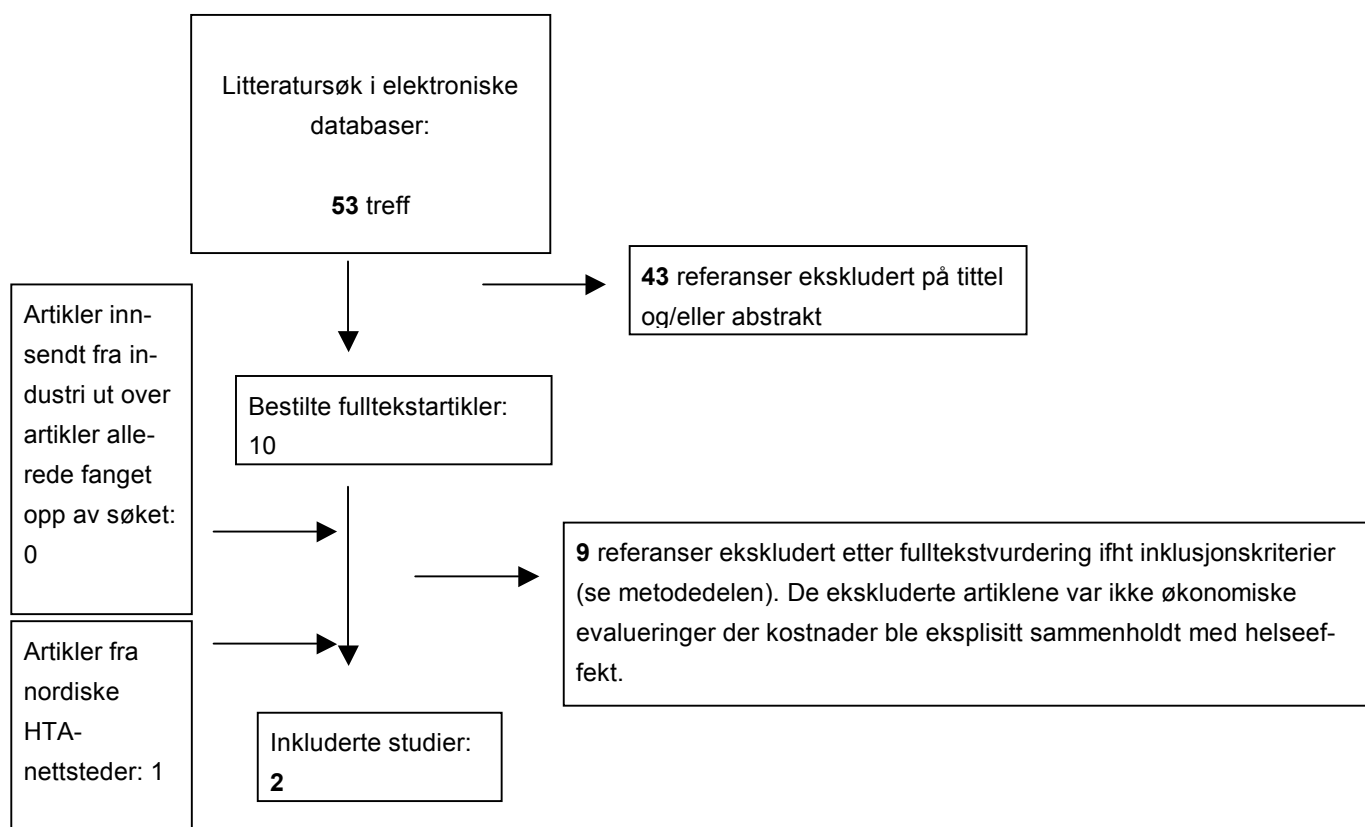 Litteratursøk i elektroniske
databaser:
53 treff
43 referanser ekskludert på tittel
og/eller abstrakt
Artikler inn-
sendt fra in-
dustri ut over
artikler alle-
rede fanget
opp av søket:
0
Bestilte fulltekstartikler:
10
9 referanser ekskludert etter fulltekstvurdering ifht inklusjonskriterier
(se metodedelen). De ekskluderte artiklene var ikke økonomiske
evalueringer der kostnader ble eksplisitt sammenholdt med helseef-
fekt.
Artikler fra
nordiske
HTA-
nettsteder: 1
Inkluderte studier:
2